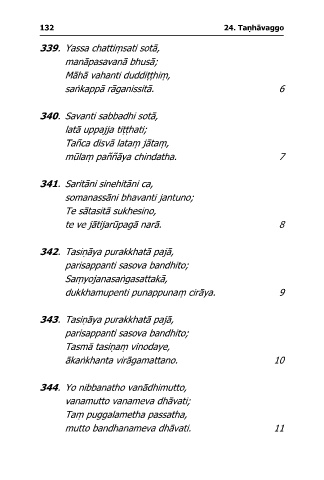 132 24. Taṇhāvaggo
339. Yassa chattiṃsati sotā,
manāpasavanā bhusā;
Māhā vahanti duddiṭṭhiṃ,
saṅkappā rāganissitā. 6
340. Savanti sabbadhi sotā,
latā uppajja tiṭṭhati;
Tañca disvā lataṃ jātaṃ,
mūlaṃ paññāya chindatha. 7
341. Saritāni sinehitāni ca,
somanassāni bhavanti jantuno;
Te sātasitā sukhesino,
te ve jātijarūpagā narā. 8
342. Tasiṇāya purakkhatā pajā,
parisappanti sasova bandhito;
Saṃyojanasaṅgasattakā,
dukkhamupenti punappunaṃ cirāya. 9
343. Tasiṇāya purakkhatā pajā,
parisappanti sasova bandhito;
Tasmā tasiṇaṃ vinodaye,
ākaṅkhanta virāgamattano. 10
344. Yo nibbanatho vanādhimutto,
vanamutto vanameva dhāvati;
Taṃ puggalametha passatha,
mutto bandhanameva dhāvati. 11